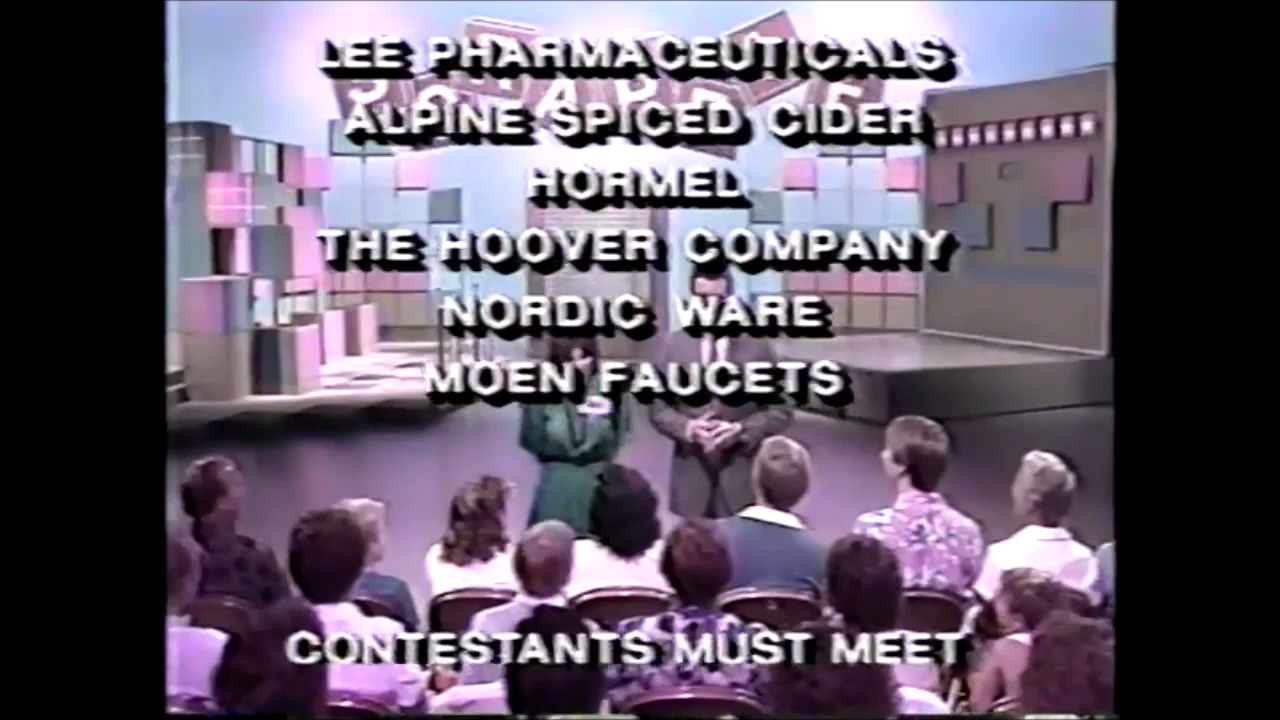 LEE PHARMACEUTICALS
ALPINE SPICED CIDER
HORMEL
THE HOOVER COMPANY
NORDIC WARE
MOEN FAUCETS
CONTESTANTS MUST MEET